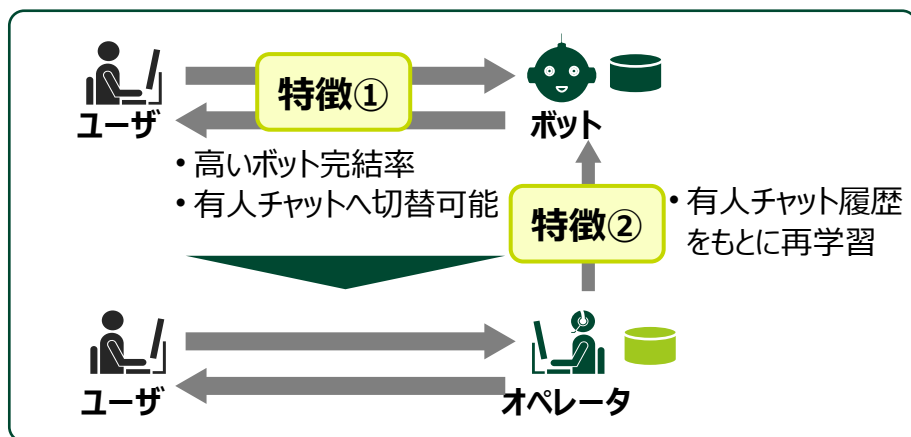 特徴①
ユーザ
ボット
• 高いボット完結率
• 有人チャットへ切替可能
特徴②
• 有人チャット履歴
をもとに再学習
ユーザ
オペレータ